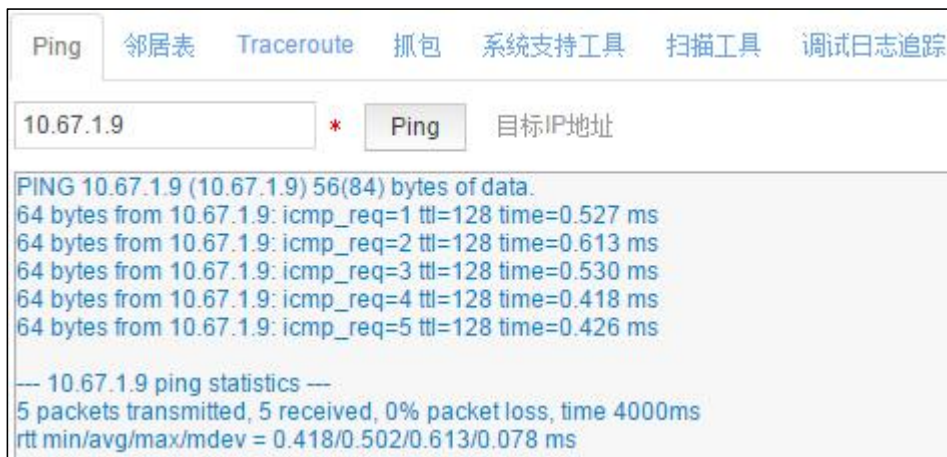 Ping 邻居表 Traceroute 抓包 系统支持工具 扫描工具 调试日志追踪
10.67.1.9 * Ping 目标IP地址
PING 10.67.1.9 (10.67.1.9) 56(84) bytes of data.
64 bytes from 10.67.1.9: icmp_req=1 ttl=128 time=0.527 ms
64 bytes from 10.67.1.9: icmp_req=2 ttl=128 time=0.613 ms
64 bytes from 10.67.1.9: icmp_req=3 ttl=128 time=0.530 ms
64 bytes from 10.67.1.9: icmp_req=4 ttl=128 time=0.418 ms
64 bytes from 10.67.1.9: icmp_req=5 ttl=128 time=0.426 ms
--- 10.67.1.9 ping statistics ---
5 packets transmitted, 5 received, 0% packet loss, time 4000ms
rtt min/avg/max/mdev = 0.418/0.502/0.613/0.078 ms